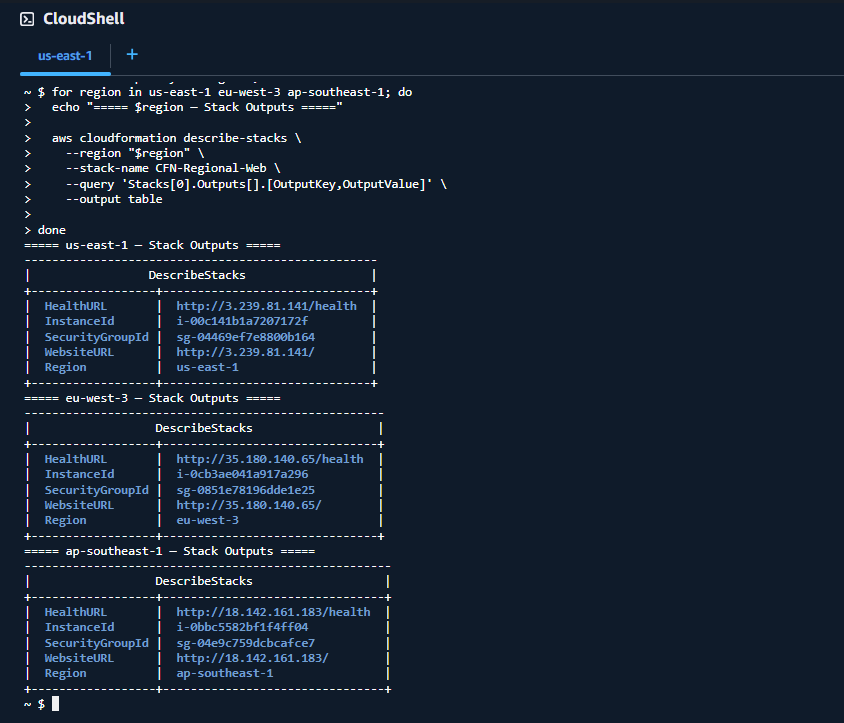 CloudShell
us-east-1
+
~ $ for region in us-east-1 eu-west-3 ap-southeast-1; do
>   echo "===== $region — Stack Outputs ====="
>
>   aws cloudformation describe-stacks \
>     --region "$region" \
>     --stack-name CFN-Regional-Web \
>     --query 'Stacks[0].Outputs[].[OutputKey,OutputValue]' \
>     --output table
>
> done
===== us-east-1 — Stack Outputs =====
---------------------------------------------------
|                 DescribeStacks                  |
+------------------+------------------------------+
|  HealthURL       |  http://3.239.81.141/health  |
|  InstanceId      |  i-00c141b1a7207172f         |
|  SecurityGroupId |  sg-04469ef7e8800b164        |
|  WebsiteURL      |  http://3.239.81.141/        |
|  Region          |  us-east-1                   |
+------------------+------------------------------+
===== eu-west-3 — Stack Outputs =====
----------------------------------------------------
|                  DescribeStacks                  |
+------------------+-------------------------------+
|  HealthURL       |  http://35.180.140.65/health  |
|  InstanceId      |  i-0cb3ae041a917a296          |
|  SecurityGroupId |  sg-0851e78196dde1e25         |
|  WebsiteURL      |  http://35.180.140.65/        |
|  Region          |  eu-west-3                    |
+------------------+-------------------------------+
===== ap-southeast-1 — Stack Outputs =====
-----------------------------------------------------
|                  DescribeStacks                   |
+------------------+--------------------------------+
|  HealthURL       |  http://18.142.161.183/health  |
|  InstanceId      |  i-0bbc5582bf1f4ff04           |
|  SecurityGroupId |  sg-04e9c759dcbcafce7          |
|  WebsiteURL      |  http://18.142.161.183/        |
|  Region          |  ap-southeast-1                |
+------------------+--------------------------------+
~ $